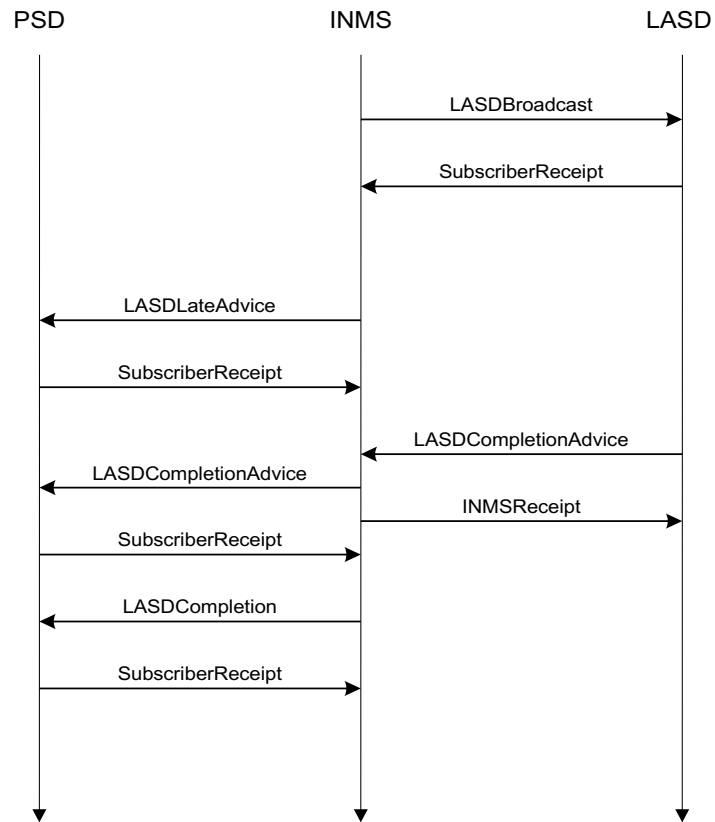 PSD
INMS
LASD
LASDBroadcast
SubscriberReceipt
LASDLateAdvice
SubscriberReceipt
LASDCompletionAdvice
LASDCompletionAdvice
INMSReceipt
SubscriberReceipt
LASDCompletion
SubscriberReceipt